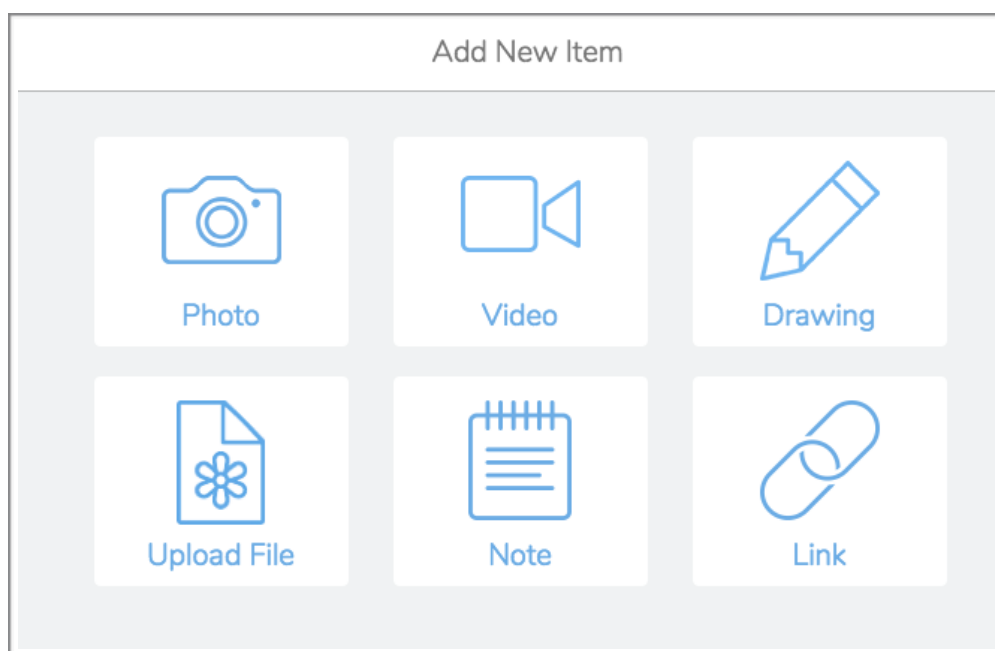 Add New Item
Photo
Video
Drawing
Upload File
Note
Link